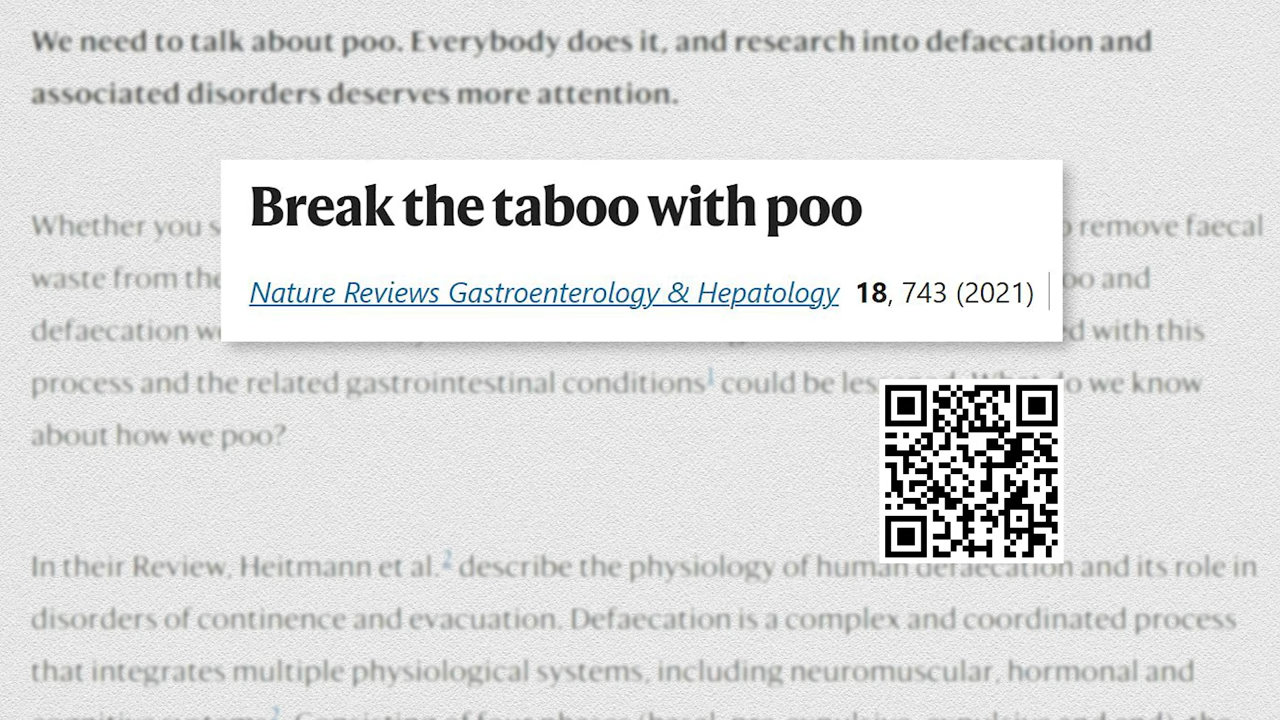 We need to talk about poo. Everybody does it, and research into defaecation and
associated disorders deserves more attention.
Break the taboo with poo
Whether you remove faecal
Nature Reviews Gastroenterology & Hepatology 18, 743 (2021)
waste from the and
defaecation with this
process and the related gastrointestinal conditions1 could be we know
about how we poo?
In their Review, Heitmann et al.2 describe the physiology of human defaecation and its role in
disorders of continence and evacuation. Defaecation is a complex and coordinated process
that integrates multiple physiological systems, including neuromuscular, hormonal and